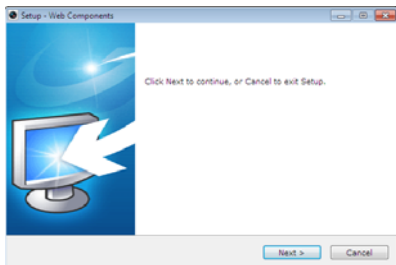 Setup - Web Components
Click Next to continue, or Cancel to exit Setup.
Next >
Cancel